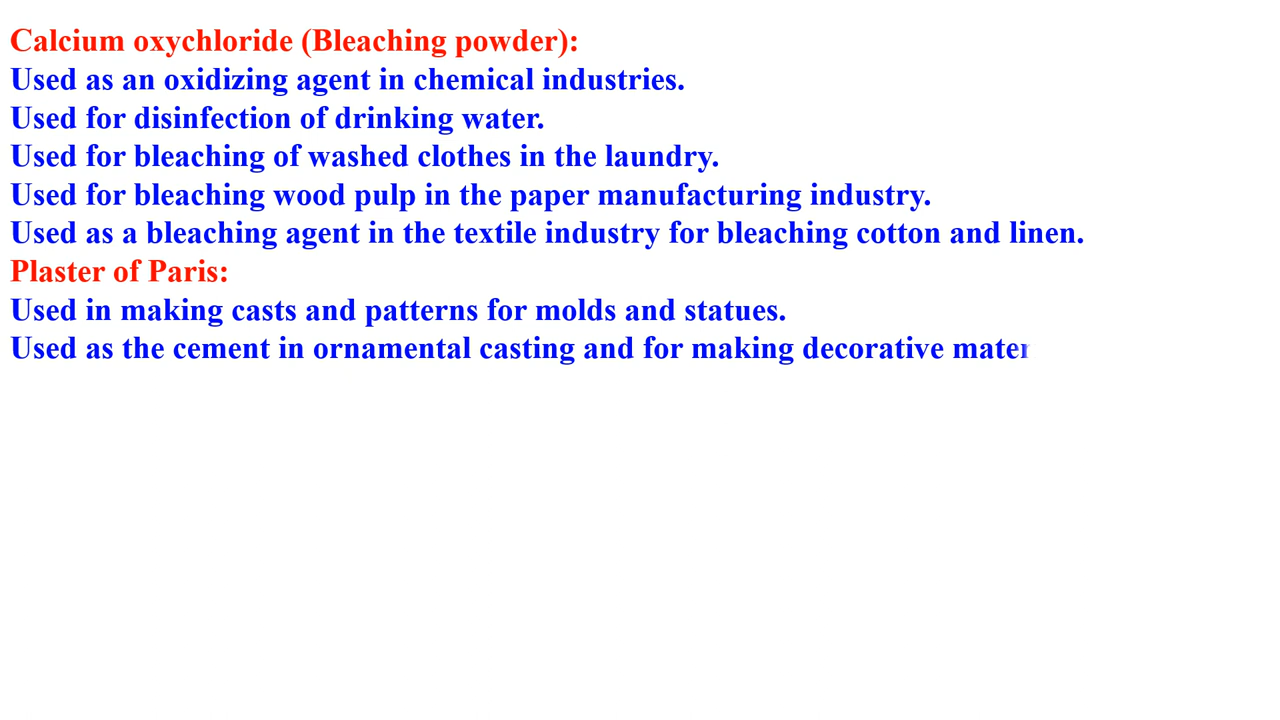 Calcium oxychloride (Bleaching powder):
Used as an oxidizing agent in chemical industries.
Used for disinfection of drinking water.
Used for bleaching of washed clothes in the laundry.
Used for bleaching wood pulp in the paper manufacturing industry.
Used as a bleaching agent in the textile industry for bleaching cotton and linen.
Plaster of Paris:
Used in making casts and patterns for molds and statues.
Used as the cement in ornamental casting and for making decorative mater